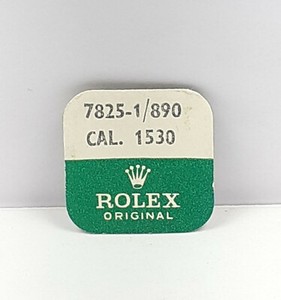 7825-1/890
CAL. 1530
ROLEX
ORIGINAL